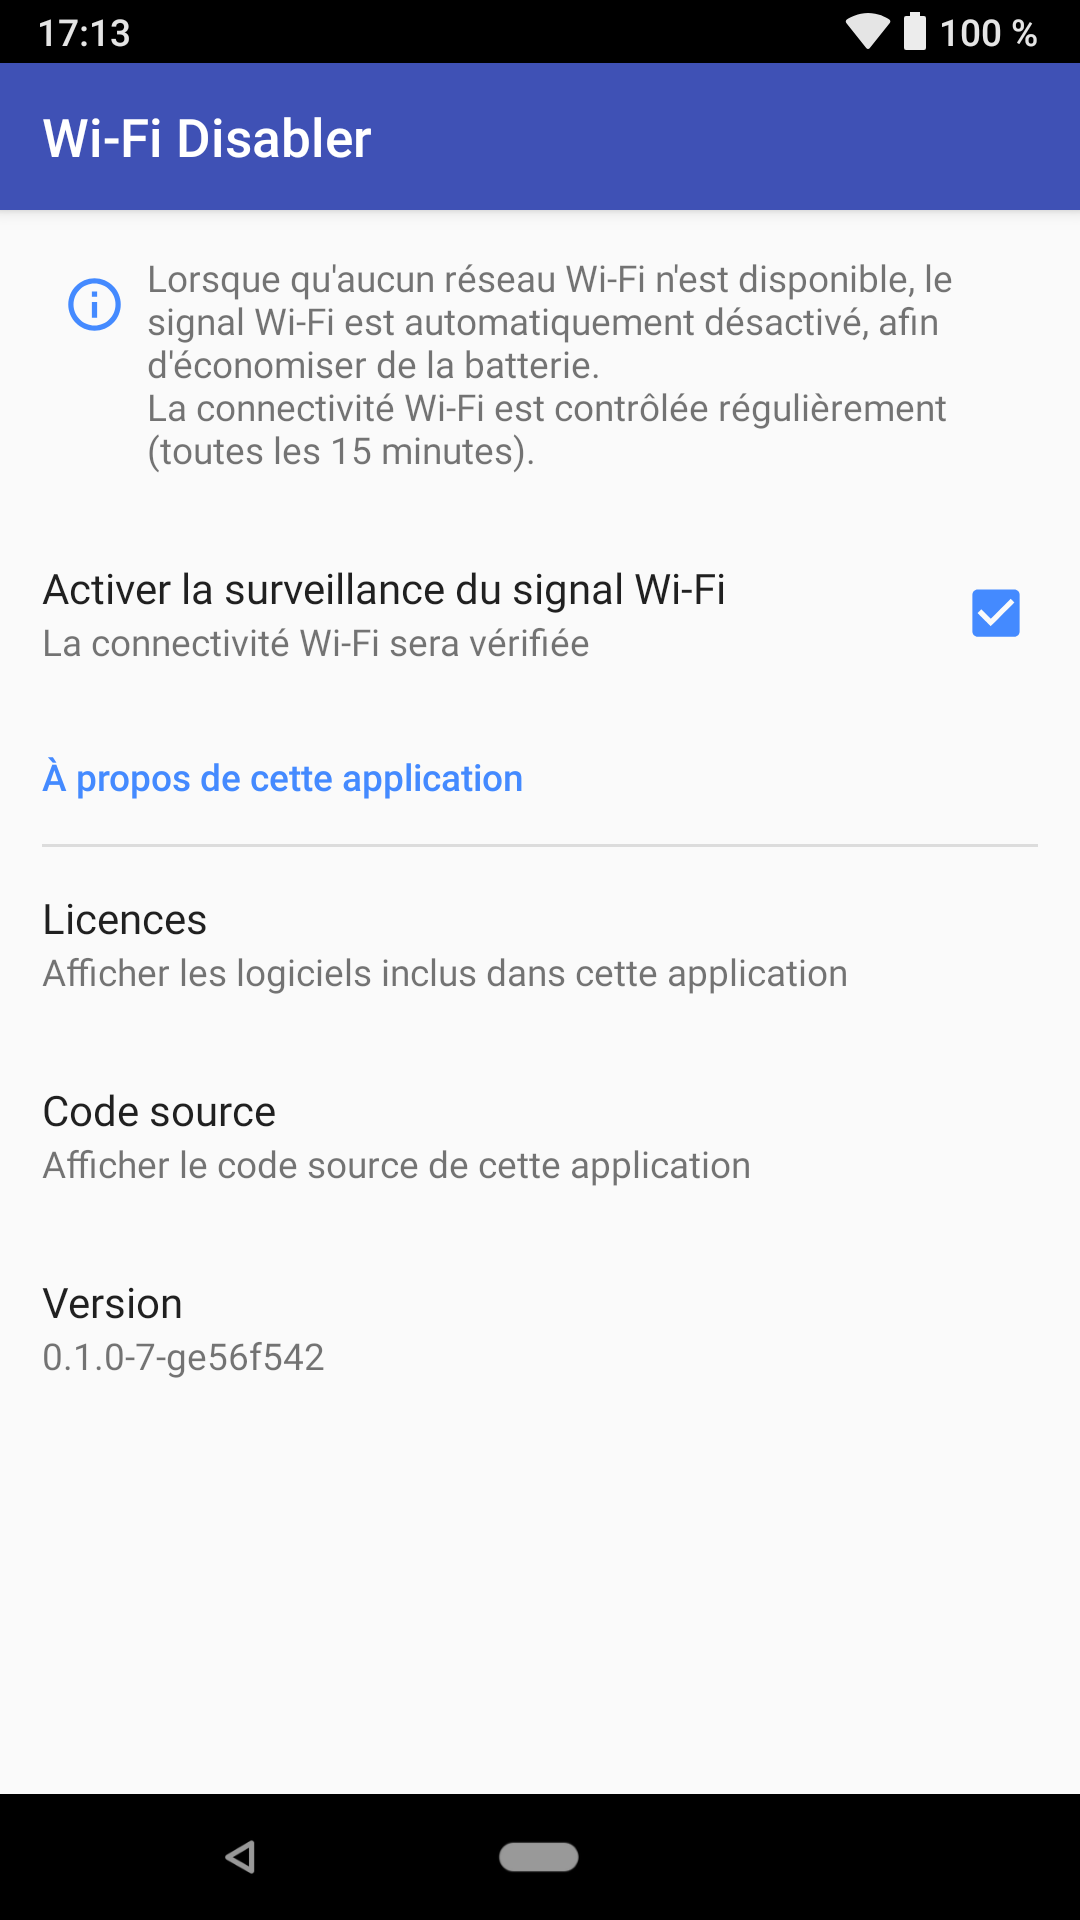 17:13
100 %
Wi-Fi Disabler
Lorsque qu'aucun réseau Wi-Fi n'est disponible, le
signal Wi-Fi est automatiquement désactivé, afin
d'économiser de la batterie.
La connectivité Wi-Fi est contrôlée régulièrement
(toutes les 15 minutes).
Activer la surveillance du signal Wi-Fi
La connectivité Wi-Fi sera vérifiée
À propos de cette application
Licences
Afficher les logiciels inclus dans cette application
Code source
Afficher le code source de cette application
Version
0.1.0-7-ge56f542